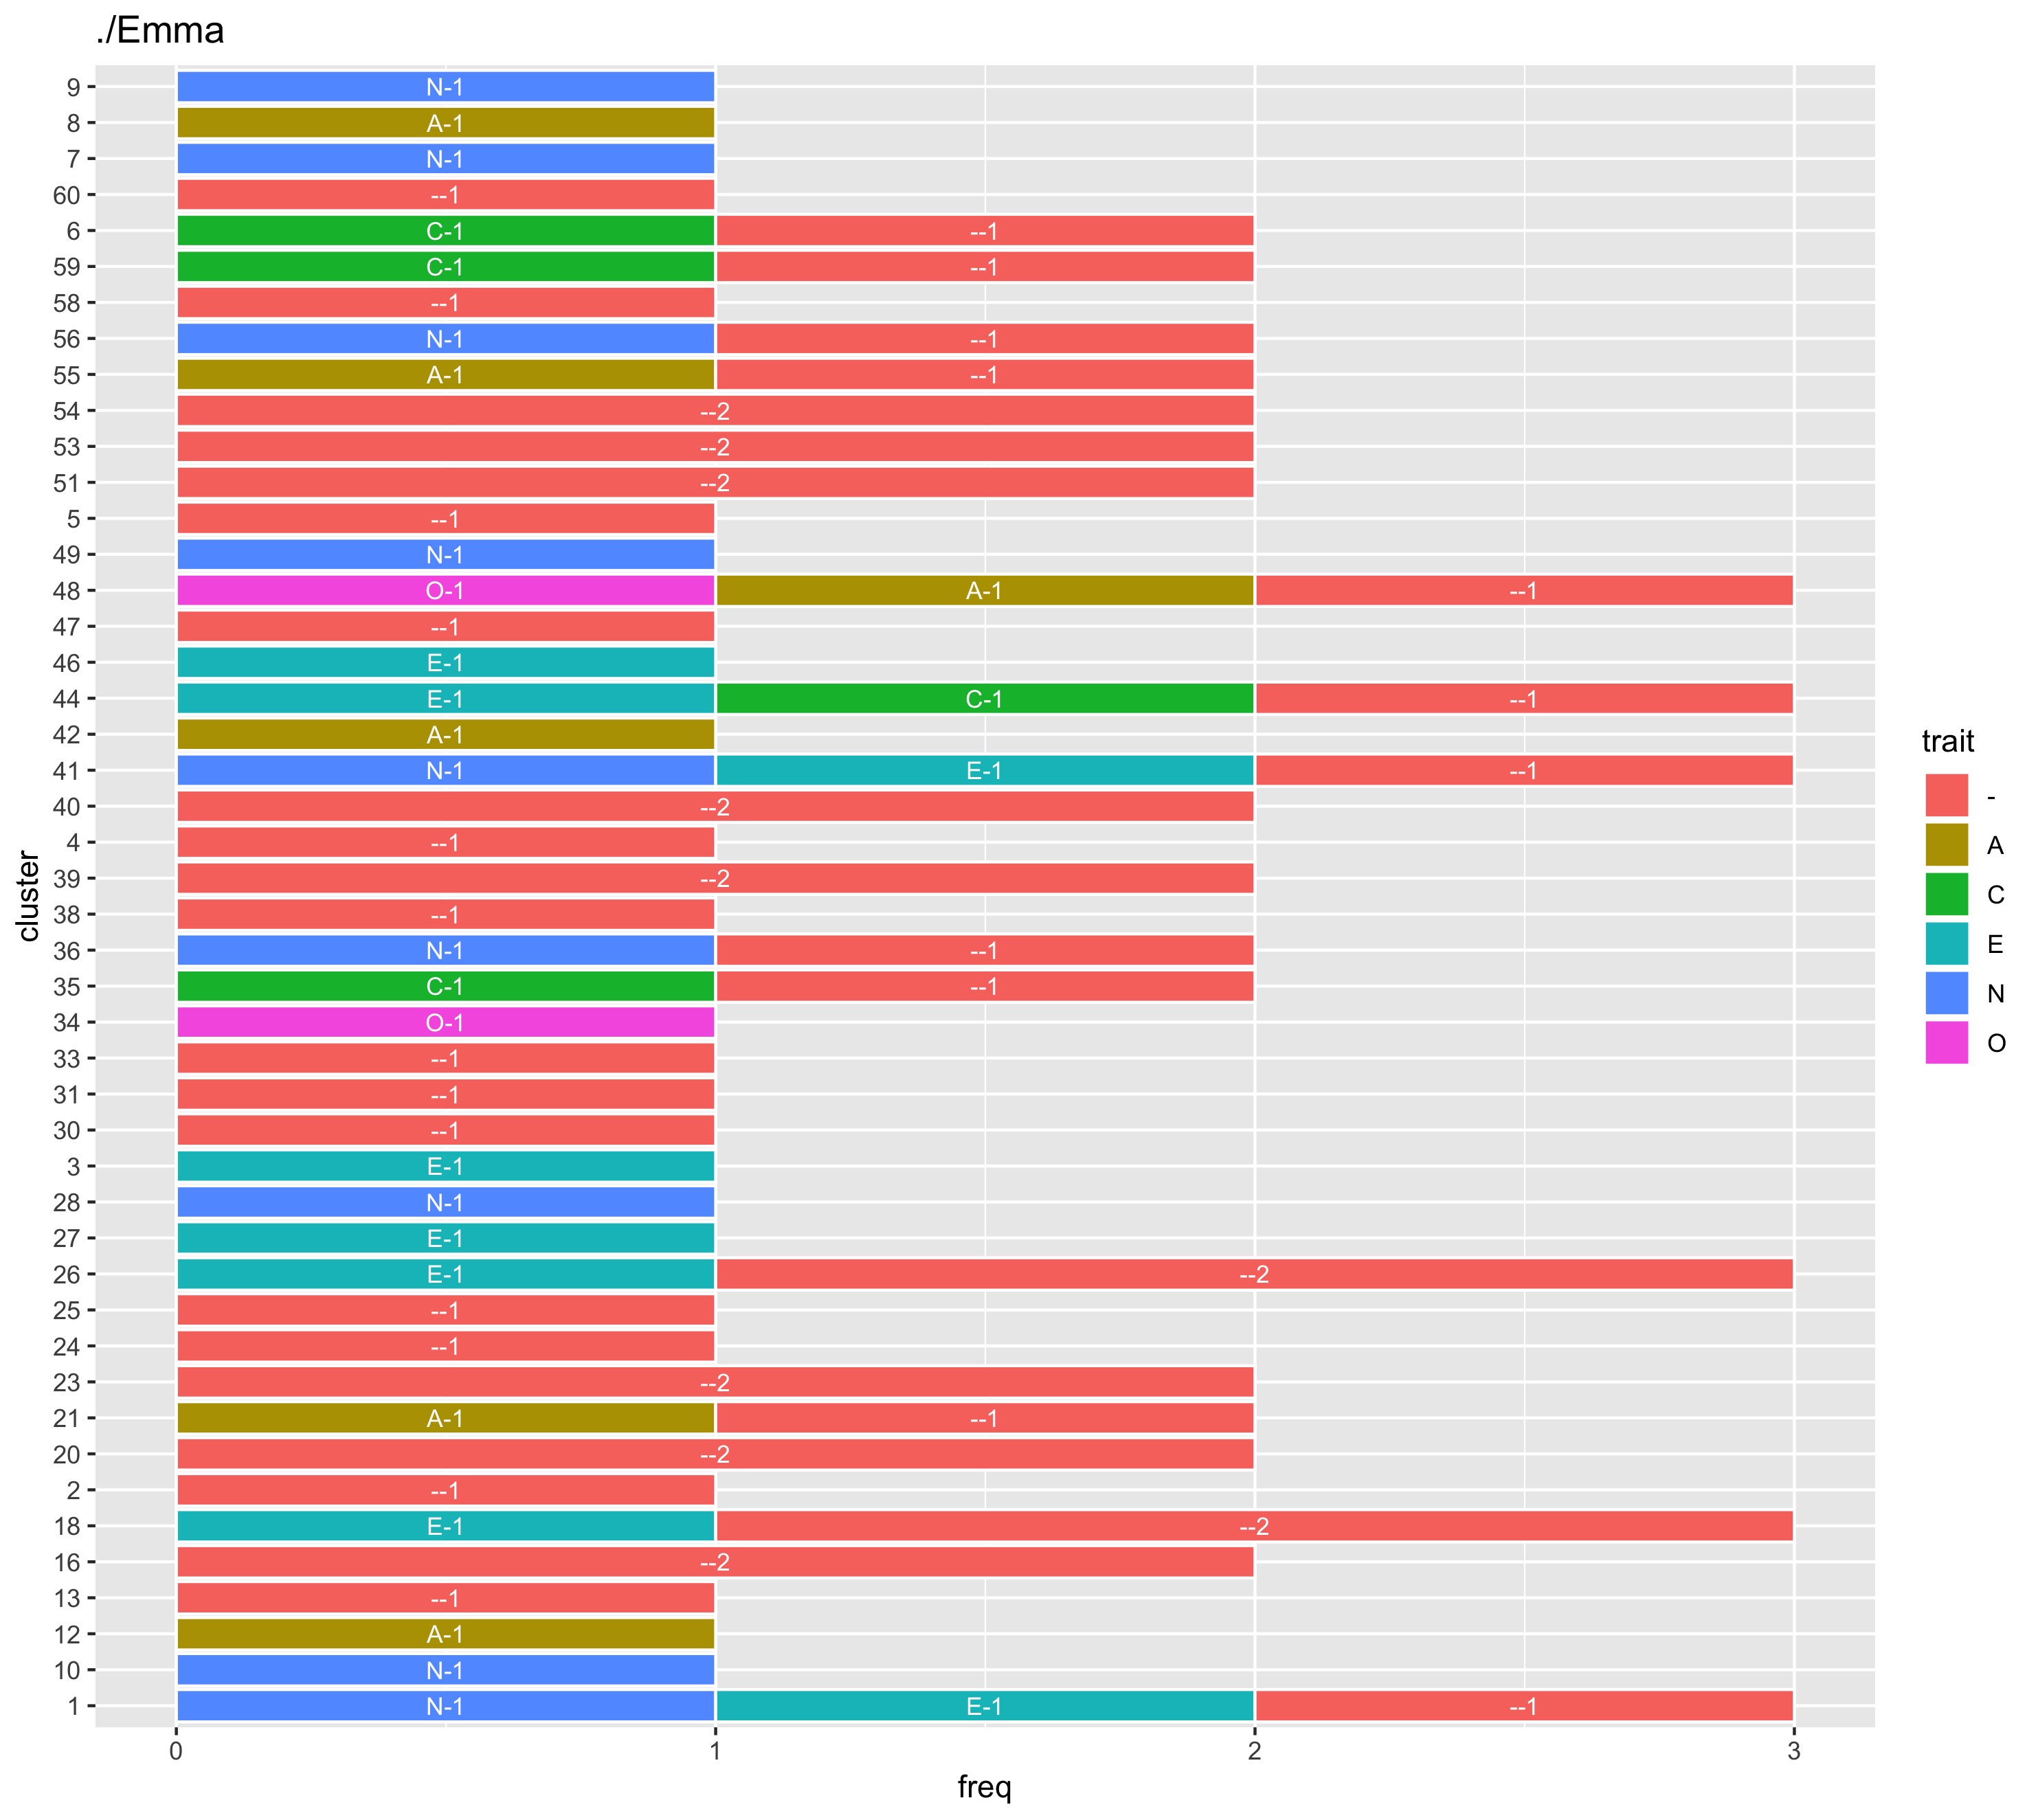 ./Emma
9 N-1
8 A-1
7 N-1
60 --1
6 C-1 --1
59 C-1 --1
58 --1
56 N-1 --1
55 A-1 --1
54 --2
53 --2
51 --2
5 --1
49 N-1
48 O-1 A-1 --1
47 --1
46 E-1
44 E-1 C-1 --1
42 A-1
41 N-1 E-1 --1
40 --2
4 --1
39 --2
38 --1
36 N-1 --1
35 C-1 --1
34 O-1
33 --1
31 --1
30 --1
3 E-1
28 N-1
27 E-1
26 E-1 --2
25 --1
24 --1
23 --2
21 A-1 --1
20 --2
2 --1
18 E-1 --2
16 --2
13 --1
12 A-1
10 N-1
1 N-1 E-1 --1
0 1 2 3
freq
cluster
trait
-
A
C
E
N
O